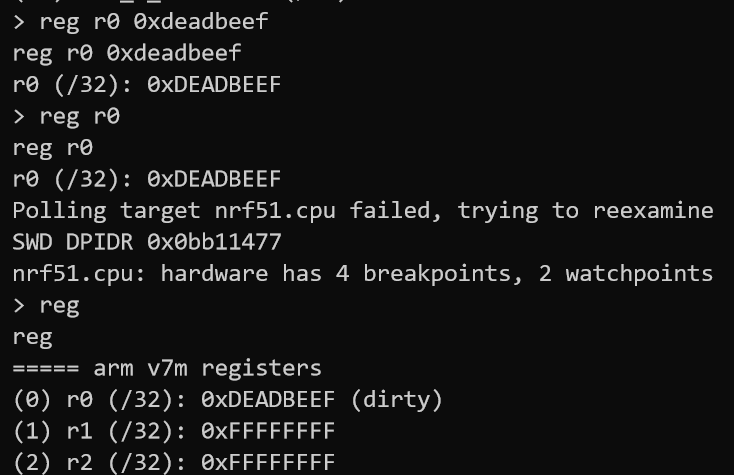 > reg r0 0xdeadbeef
reg r0 0xdeadbeef
r0 (/32): 0xDEADBEEF
> reg r0
reg r0
r0 (/32): 0xDEADBEEF
Polling target nrf51.cpu failed, trying to reexamine
SWD DPIDR 0x0bb11477
nrf51.cpu: hardware has 4 breakpoints, 2 watchpoints
> reg
reg
===== arm v7m registers
(0) r0 (/32): 0xDEADBEEF (dirty)
(1) r1 (/32): 0xFFFFFFFF
(2) r2 (/32): 0xFFFFFFFF